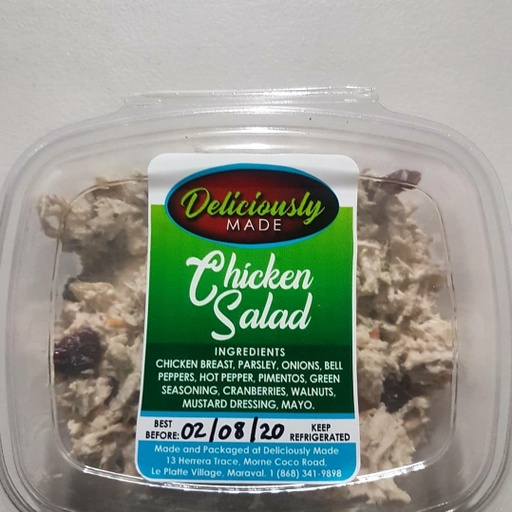 Deliciously
MADE
Chicken
Salad
INGREDIENTS
CHICKEN BREAST, PARSLEY, ONIONS, BELL
PEPPERS, HOT PEPPER, PIMENTOS, GREEN
SEASONING, CRANBERRIES, WALNUTS,
MUSTARD DRESSING, MAYO.
BEST
BEFORE: 02/08/20
KEEP
REFRIGERATED
Made and Packaged at Deliciously Made
13 Herrera Trace, Morne Coco Road,
Le Platte Village, Maraval. 1 (868) 341-9898